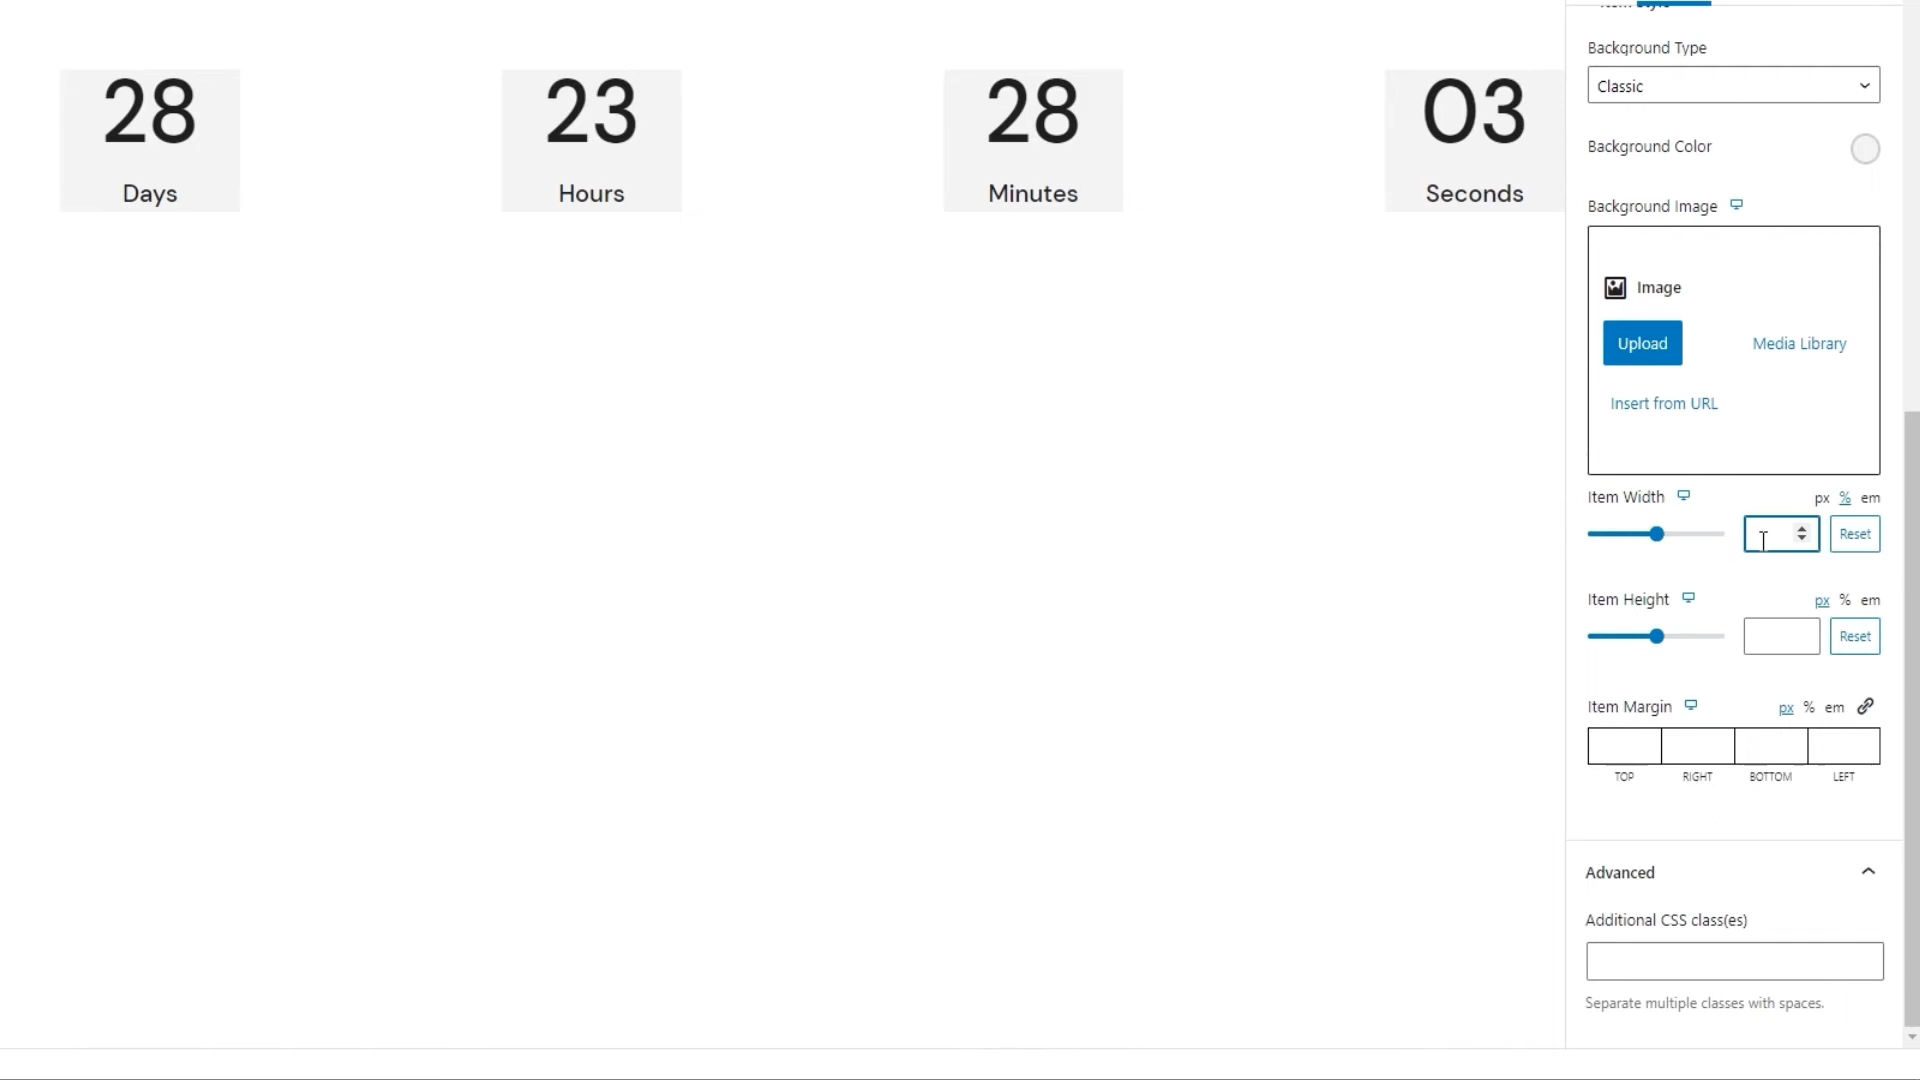 Item Style
Background Type
Classic
Background Color
Background Image
Image
Upload
Media Library
Insert from URL
28
23
28
03
Days
Hours
Minutes
Seconds
Item Width
px % em
Reset
Item Height
px % em
Reset
Item Margin
px % em
TOP RIGHT BOTTOM LEFT
Advanced
Additional CSS class(es)
Separate multiple classes with spaces.